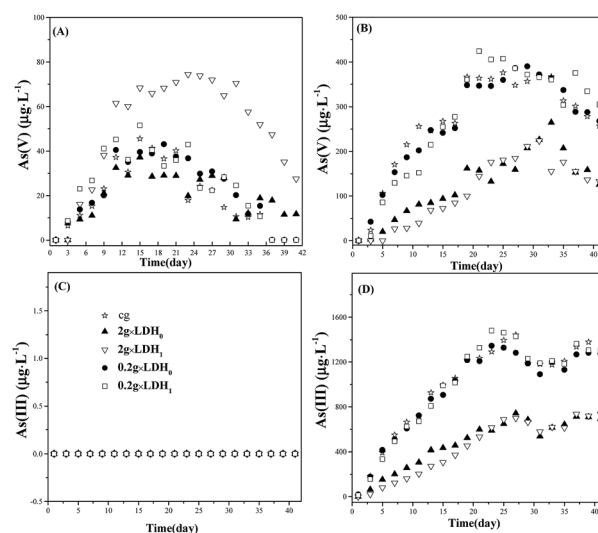 (A)
As(V) (µg·L⁻¹)
100
80
60
40
20
0
0 3 6 9 12 15 18 21 24 27 30 33 36 39 42
Time(day)
(B)
As(V) (µg·L⁻¹)
500
400
300
200
100
0
0 5 10 15 20 25 30 35 40
Time(day)
(C)
As(III) (µg·L⁻¹)
1.5
1.0
0.5
0.0
-0.5
cg
2g×LDH₀
2g×LDH₁
0.2g×LDH₀
0.2g×LDH₁
0 5 10 15 20 25 30 35 40
Time(day)
(D)
As(III) (µg·L⁻¹)
1600
1200
800
400
0
0 5 10 15 20 25 30 35 40
Time(day)